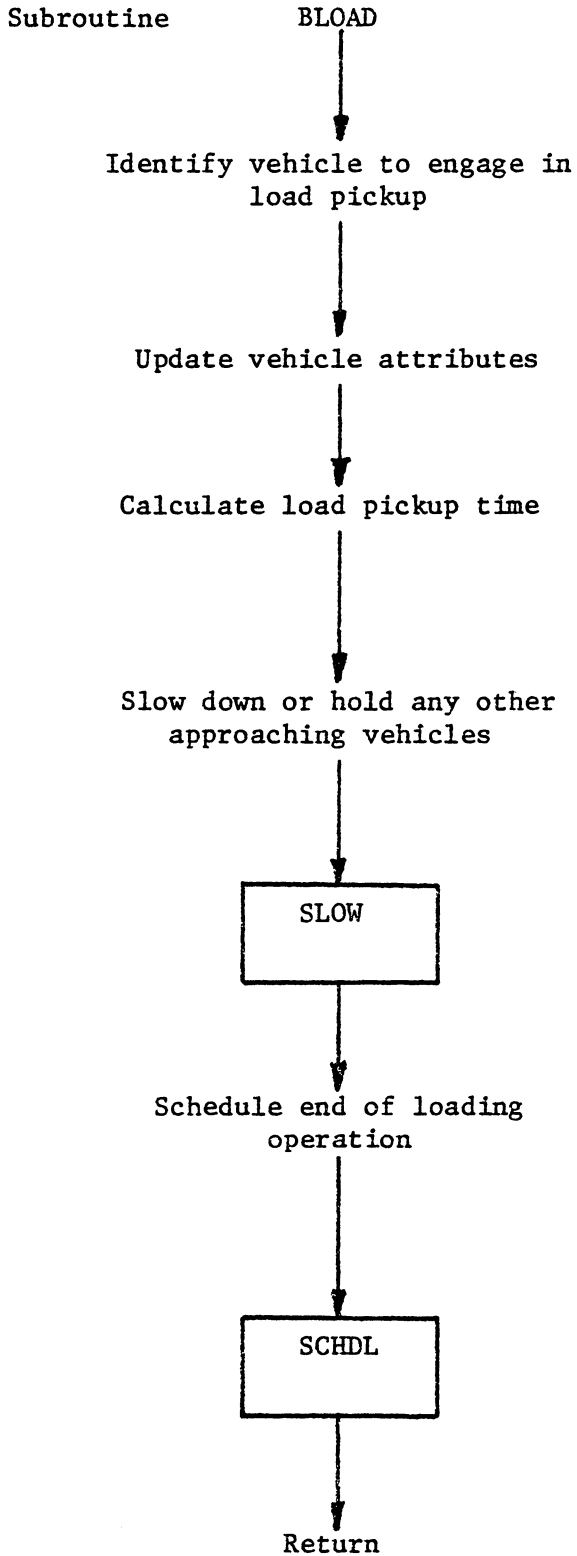 Subroutine BLOAD
Identify vehicle to engage in
load pickup
Update vehicle attributes
Calculate load pickup time
Slow down or hold any other
approaching vehicles
SLOW
Schedule end of loading
operation
SCHDL
Return